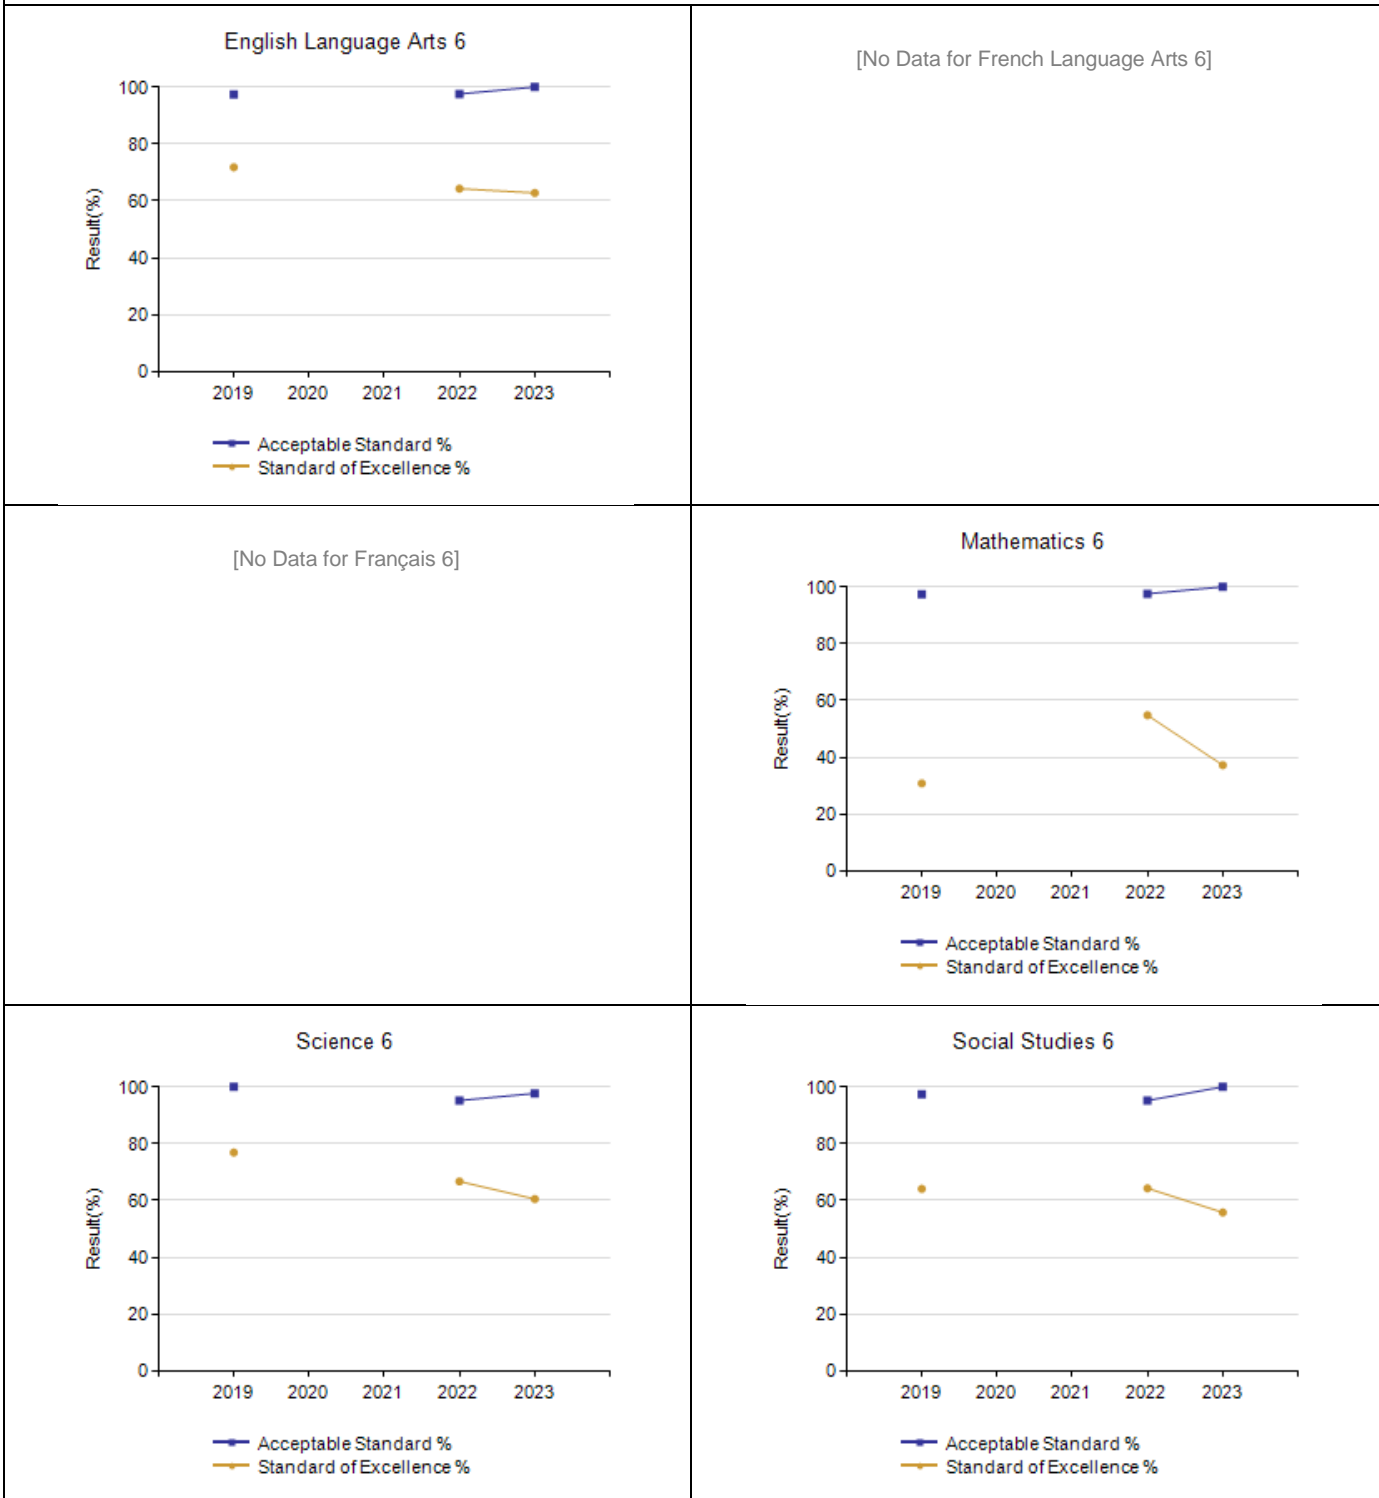 English Language Arts 6
100
80
60
40
20
0
Result(%)
2019 2020 2021 2022 2023
Acceptable Standard %
Standard of Excellence %
[No Data for French Language Arts 6]
[No Data for Français 6]
Mathematics 6
100
80
60
40
20
0
Result(%)
2019 2020 2021 2022 2023
Acceptable Standard %
Standard of Excellence %
Science 6
100
80
60
40
20
0
Result(%)
2019 2020 2021 2022 2023
Acceptable Standard %
Standard of Excellence %
Social Studies 6
100
80
60
40
20
0
Result(%)
2019 2020 2021 2022 2023
Acceptable Standard %
Standard of Excellence %